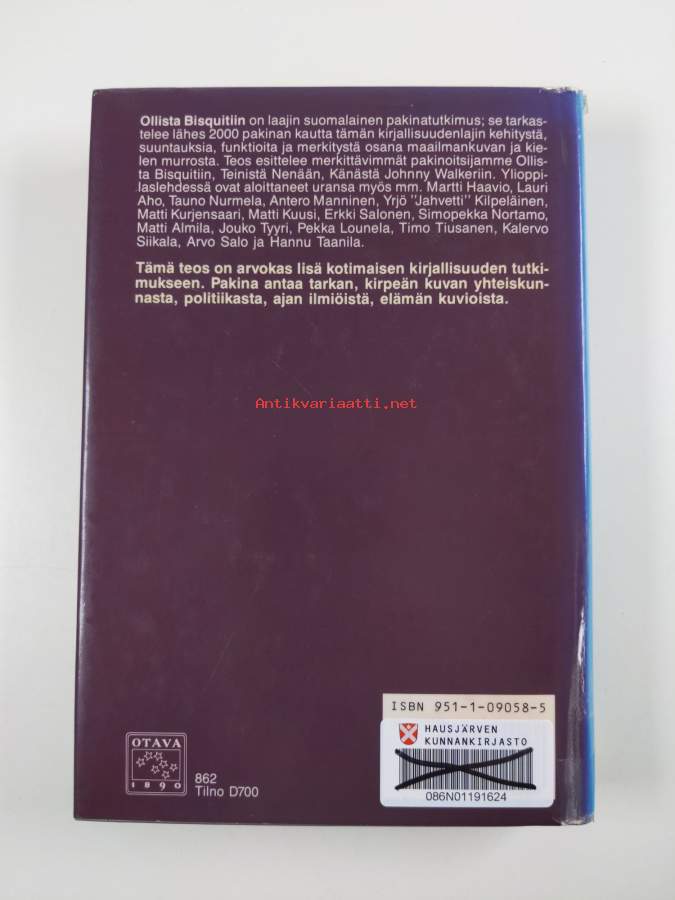 Ollista Bisquitiin on laajin suomalainen pakinatutkimus; se tarkas-
telee lähes 2000 pakinan kautta tämän kirjallisuudenlajin kehitystä,
suuntauksia, funktioita ja merkitystä osana maailmankuvan ja kie-
len murrosta. Teos esittelee merkittävimmät pakinoitsijamme Ollis-
ta Bisquitiin, Teinistä Nenään, Känästä Johnny Walkeriin. Ylioppi-
laslehdessä ovat aloittaneet uransa myös mm. Martti Haavio, Lauri
Aho, Tauno Nurmela, Antero Manninen, Yrjö "Jahvetti" Kilpeläinen,
Matti Kurjensaari, Matti Kuusi, Erkki Salonen, Simopekka Nortamo,
Matti Almila, Jouko Tyyri, Pekka Lounela, Timo Tiusanen, Kalervo
Siikala, Arvo Salo ja Hannu Taanila.
Tämä teos on arvokas lisä kotimaisen kirjallisuuden tutki-
mukseen. Pakina antaa tarkan, kirpeän kuvan yhteiskun-
nasta, politiikasta, ajan ilmiöistä, elämän kuvioista.
Antikvariaatti.net
ISBN 951-1-09058-5
HAUSJÄRVEN
KUNNANKIRJASTO
086N01191624
OTAVA
1890
862
Tilno D700